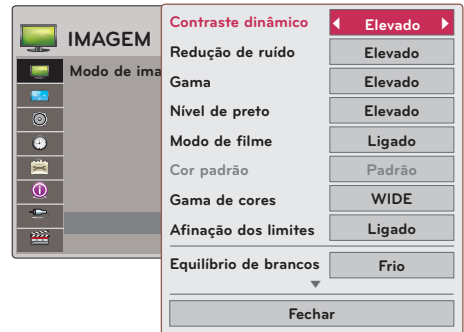 IMAGEM
Modo de ima
Contraste dinâmico Elevado
Redução de ruído Elevado
Gama Elevado
Nível de preto Elevado
Modo de filme Ligado
Cor padrão Padrão
Gama de cores WIDE
Afinação dos limites Ligado
Equilíbrio de brancos Frio
Fechar